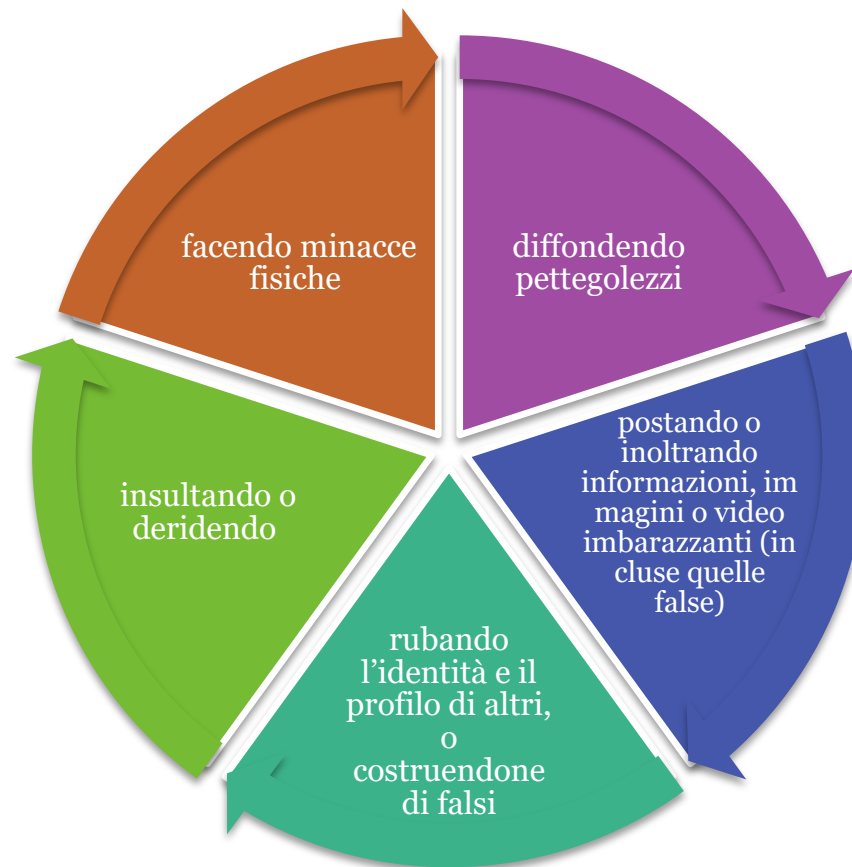 facendo minacce
fisiche
diffondendo
pettegolezzi
postando o
inoltrando
informazioni, im
magini o video
imbarazzanti (in
cluse quelle
false)
rubando
l’identità e il
profilo di altri,
o
costruendone
di falsi
insultando o
deridendo